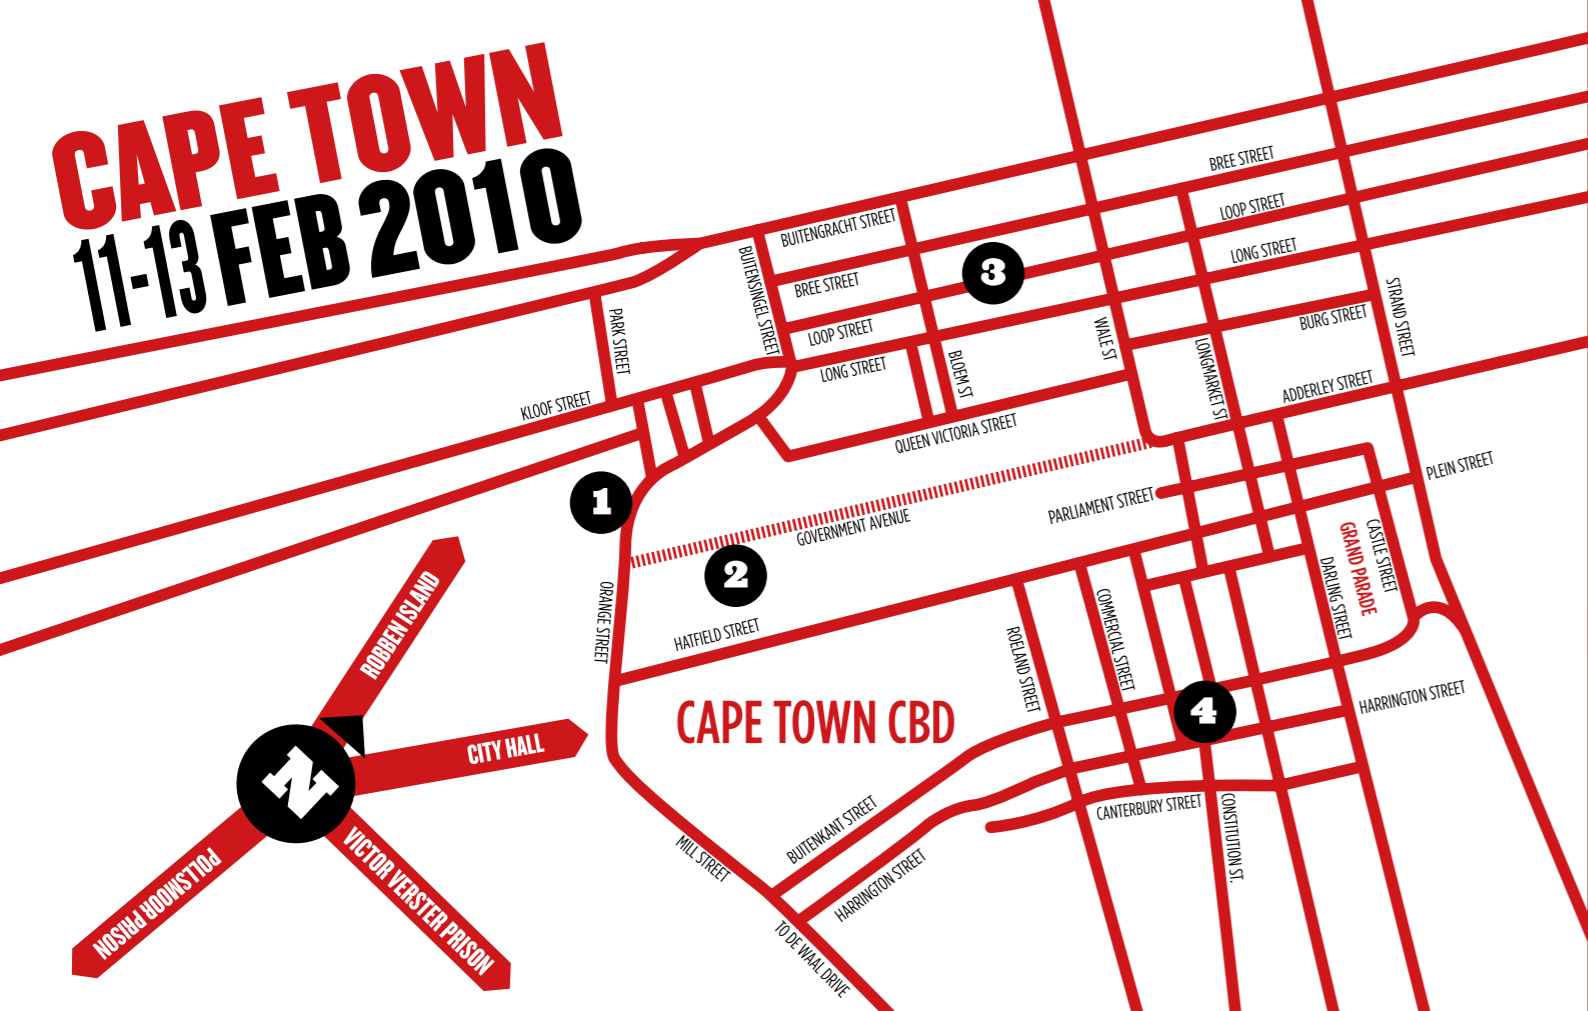 CAPE TOWN
11-13 FEB 2010
BREE STREET
LOOP STREET
LONG STREET
BUITENGRACHT STREET
BUITENSINGEL STREET
BREE STREET
LOOP STREET
LONG STREET
3
STRAND STREET
BURG STREET
WALE ST
LONGMARKET ST
PARK STREET
KLOOF STREET
BLOEM ST
ADDERLEY STREET
QUEEN VICTORIA STREET
PLEIN STREET
1
PARLIAMENT STREET
GOVERNMENT AVENUE
2
CASTLE STREET
GRAND PARADE
DARLING STREET
ORANGE STREET
HATFIELD STREET
COMMERCIAL STREET
ROELAND STREET
ROBBEN ISLAND
CITY HALL
N
VICTOR VERSTER PRISON
POLLSMOOR PRISON
CAPE TOWN CBD
4
HARRINGTON STREET
CANTERBURY STREET
CONSTITUTION ST.
BUITENKANT STREET
MILL STREET
HARRINGTON STREET
TO DE WAAL DRIVE